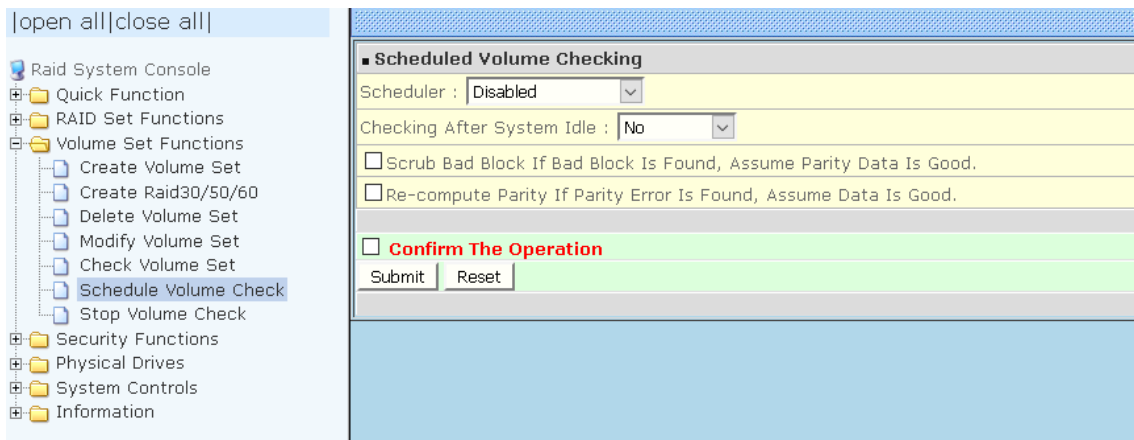 |open all|close all|
Raid System Console
Quick Function
RAID Set Functions
Volume Set Functions
Create Volume Set
Create Raid30/50/60
Delete Volume Set
Modify Volume Set
Check Volume Set
Schedule Volume Check
Stop Volume Check
Security Functions
Physical Drives
System Controls
Information
Scheduled Volume Checking
Scheduler : Disabled
Checking After System Idle : No
Scrub Bad Block If Bad Block Is Found, Assume Parity Data Is Good.
Re-compute Parity If Parity Error Is Found, Assume Data Is Good.
Confirm The Operation
Submit Reset